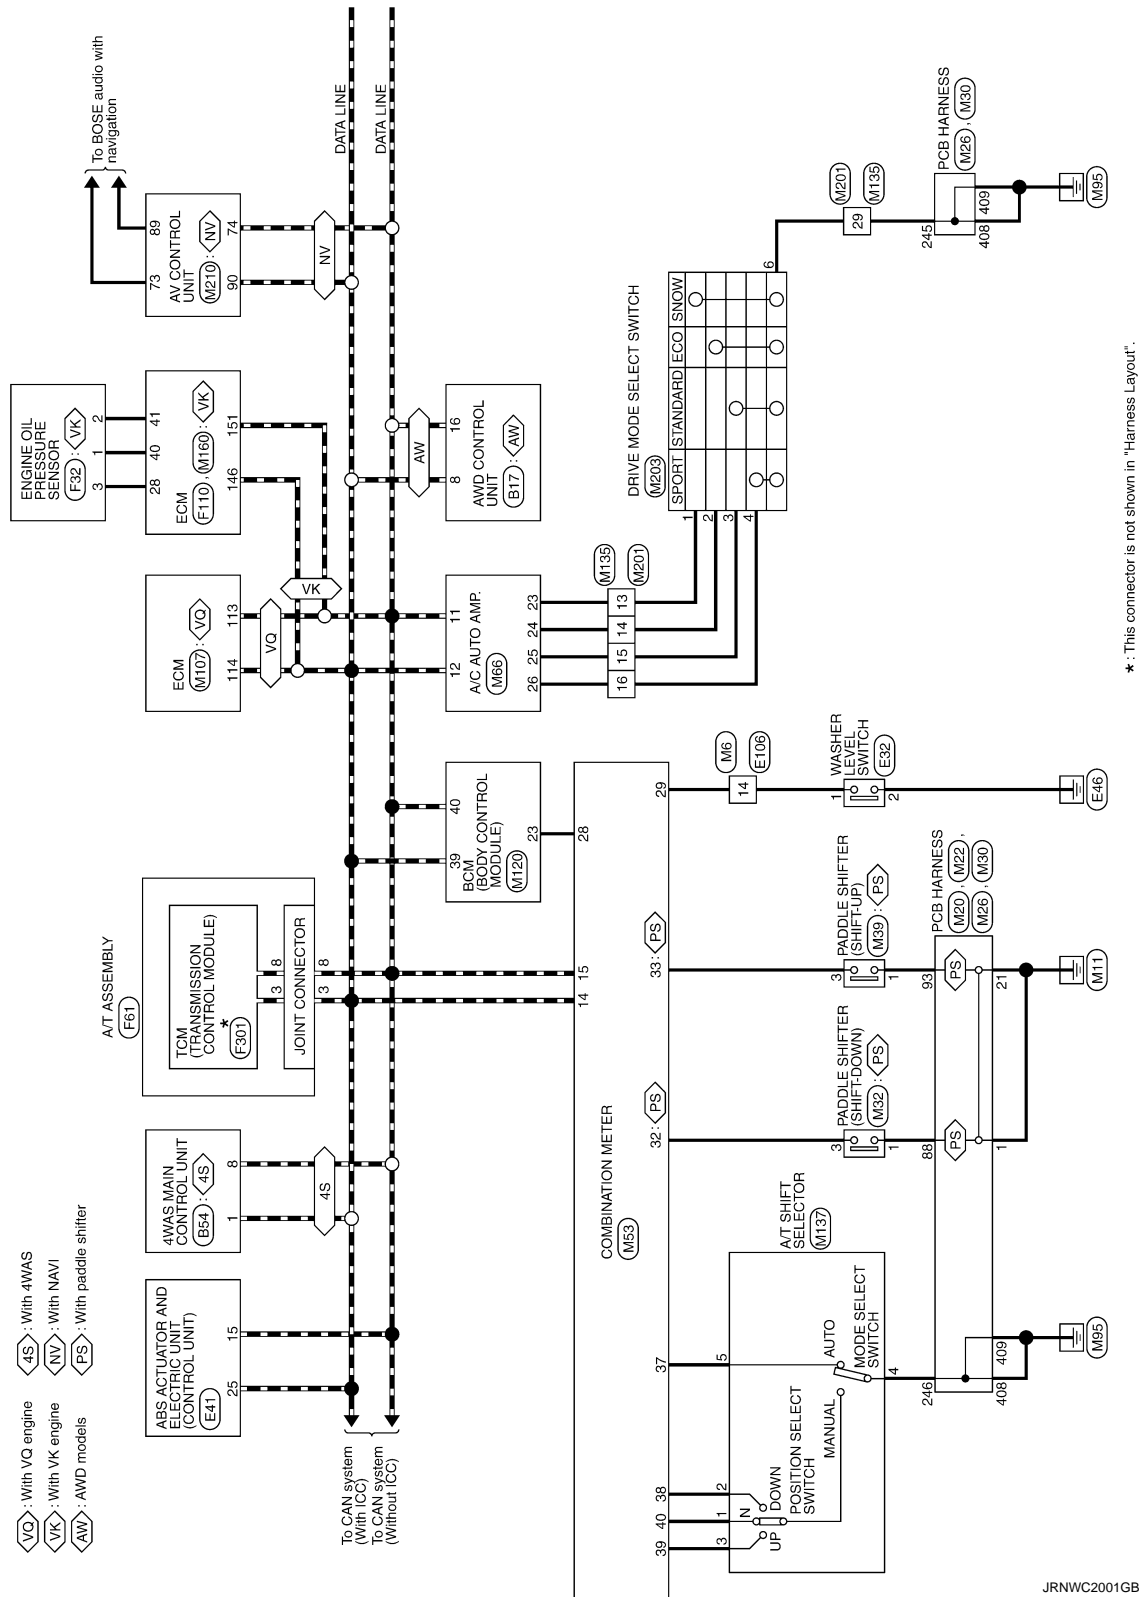 VQ : With VQ engine
VK : With VK engine
AW : AWD models
4S : With 4WAS
NV : With NAVI
PS : With paddle shifter
To CAN system
(With ICC)
To CAN system
(Without ICC)
ABS ACTUATOR AND
ELECTRIC UNIT
(CONTROL UNIT)
E41
25 15
4WAS MAIN
CONTROL UNIT
B54 : 4S
1 8
4S
A/T ASSEMBLY
F61
TCM
(TRANSMISSION
CONTROL MODULE)
* F301
3 8
JOINT CONNECTOR
3 8
ECM
M107 : VQ
114 113
VQ
VK
ENGINE OIL
PRESSURE
SENSOR
F32 : VK
3 1 2
28 40 41
ECM
F110 , M160 : VK
146 151
73 89
AV CONTROL
UNIT
M210 : NV
90 74
NV
To BOSE audio with
navigation
DATA LINE
DATA LINE
39 40
BCM
(BODY CONTROL
MODULE)
M120
23
12 11
A/C AUTO AMP.
M66
26 25 24 23
AW
8 16
AWD CONTROL
UNIT
B17 : AW
16 15 14 13
M135
M201
DRIVE MODE SELECT SWITCH
M203
SPORT STANDARD ECO SNOW
1
2
3
4
6
29
M201
M135
245
PCB HARNESS
M26 , M30
408 409
M95
14 15 28
COMBINATION METER
M53
39 40 38 37 32 : PS 33 : PS 29
3 1 2 5
UP N DOWN
POSITION SELECT
SWITCH
MANUAL AUTO
MODE SELECT
SWITCH
4
A/T SHIFT
SELECTOR
M137
3
PADDLE SHIFTER
(SHIFT-DOWN)
M32 : PS
1
3
PADDLE SHIFTER
(SHIFT-UP)
M39 : PS
1
14
M6
E106
1
WASHER
LEVEL
SWITCH
E32
2
E46
246 88 93
PS PS
PCB HARNESS
M20 , M22 ,
M26 , M30
408 409 1 21
M95
M11
* : This connector is not shown in "Harness Layout".
JRNWC2001GB